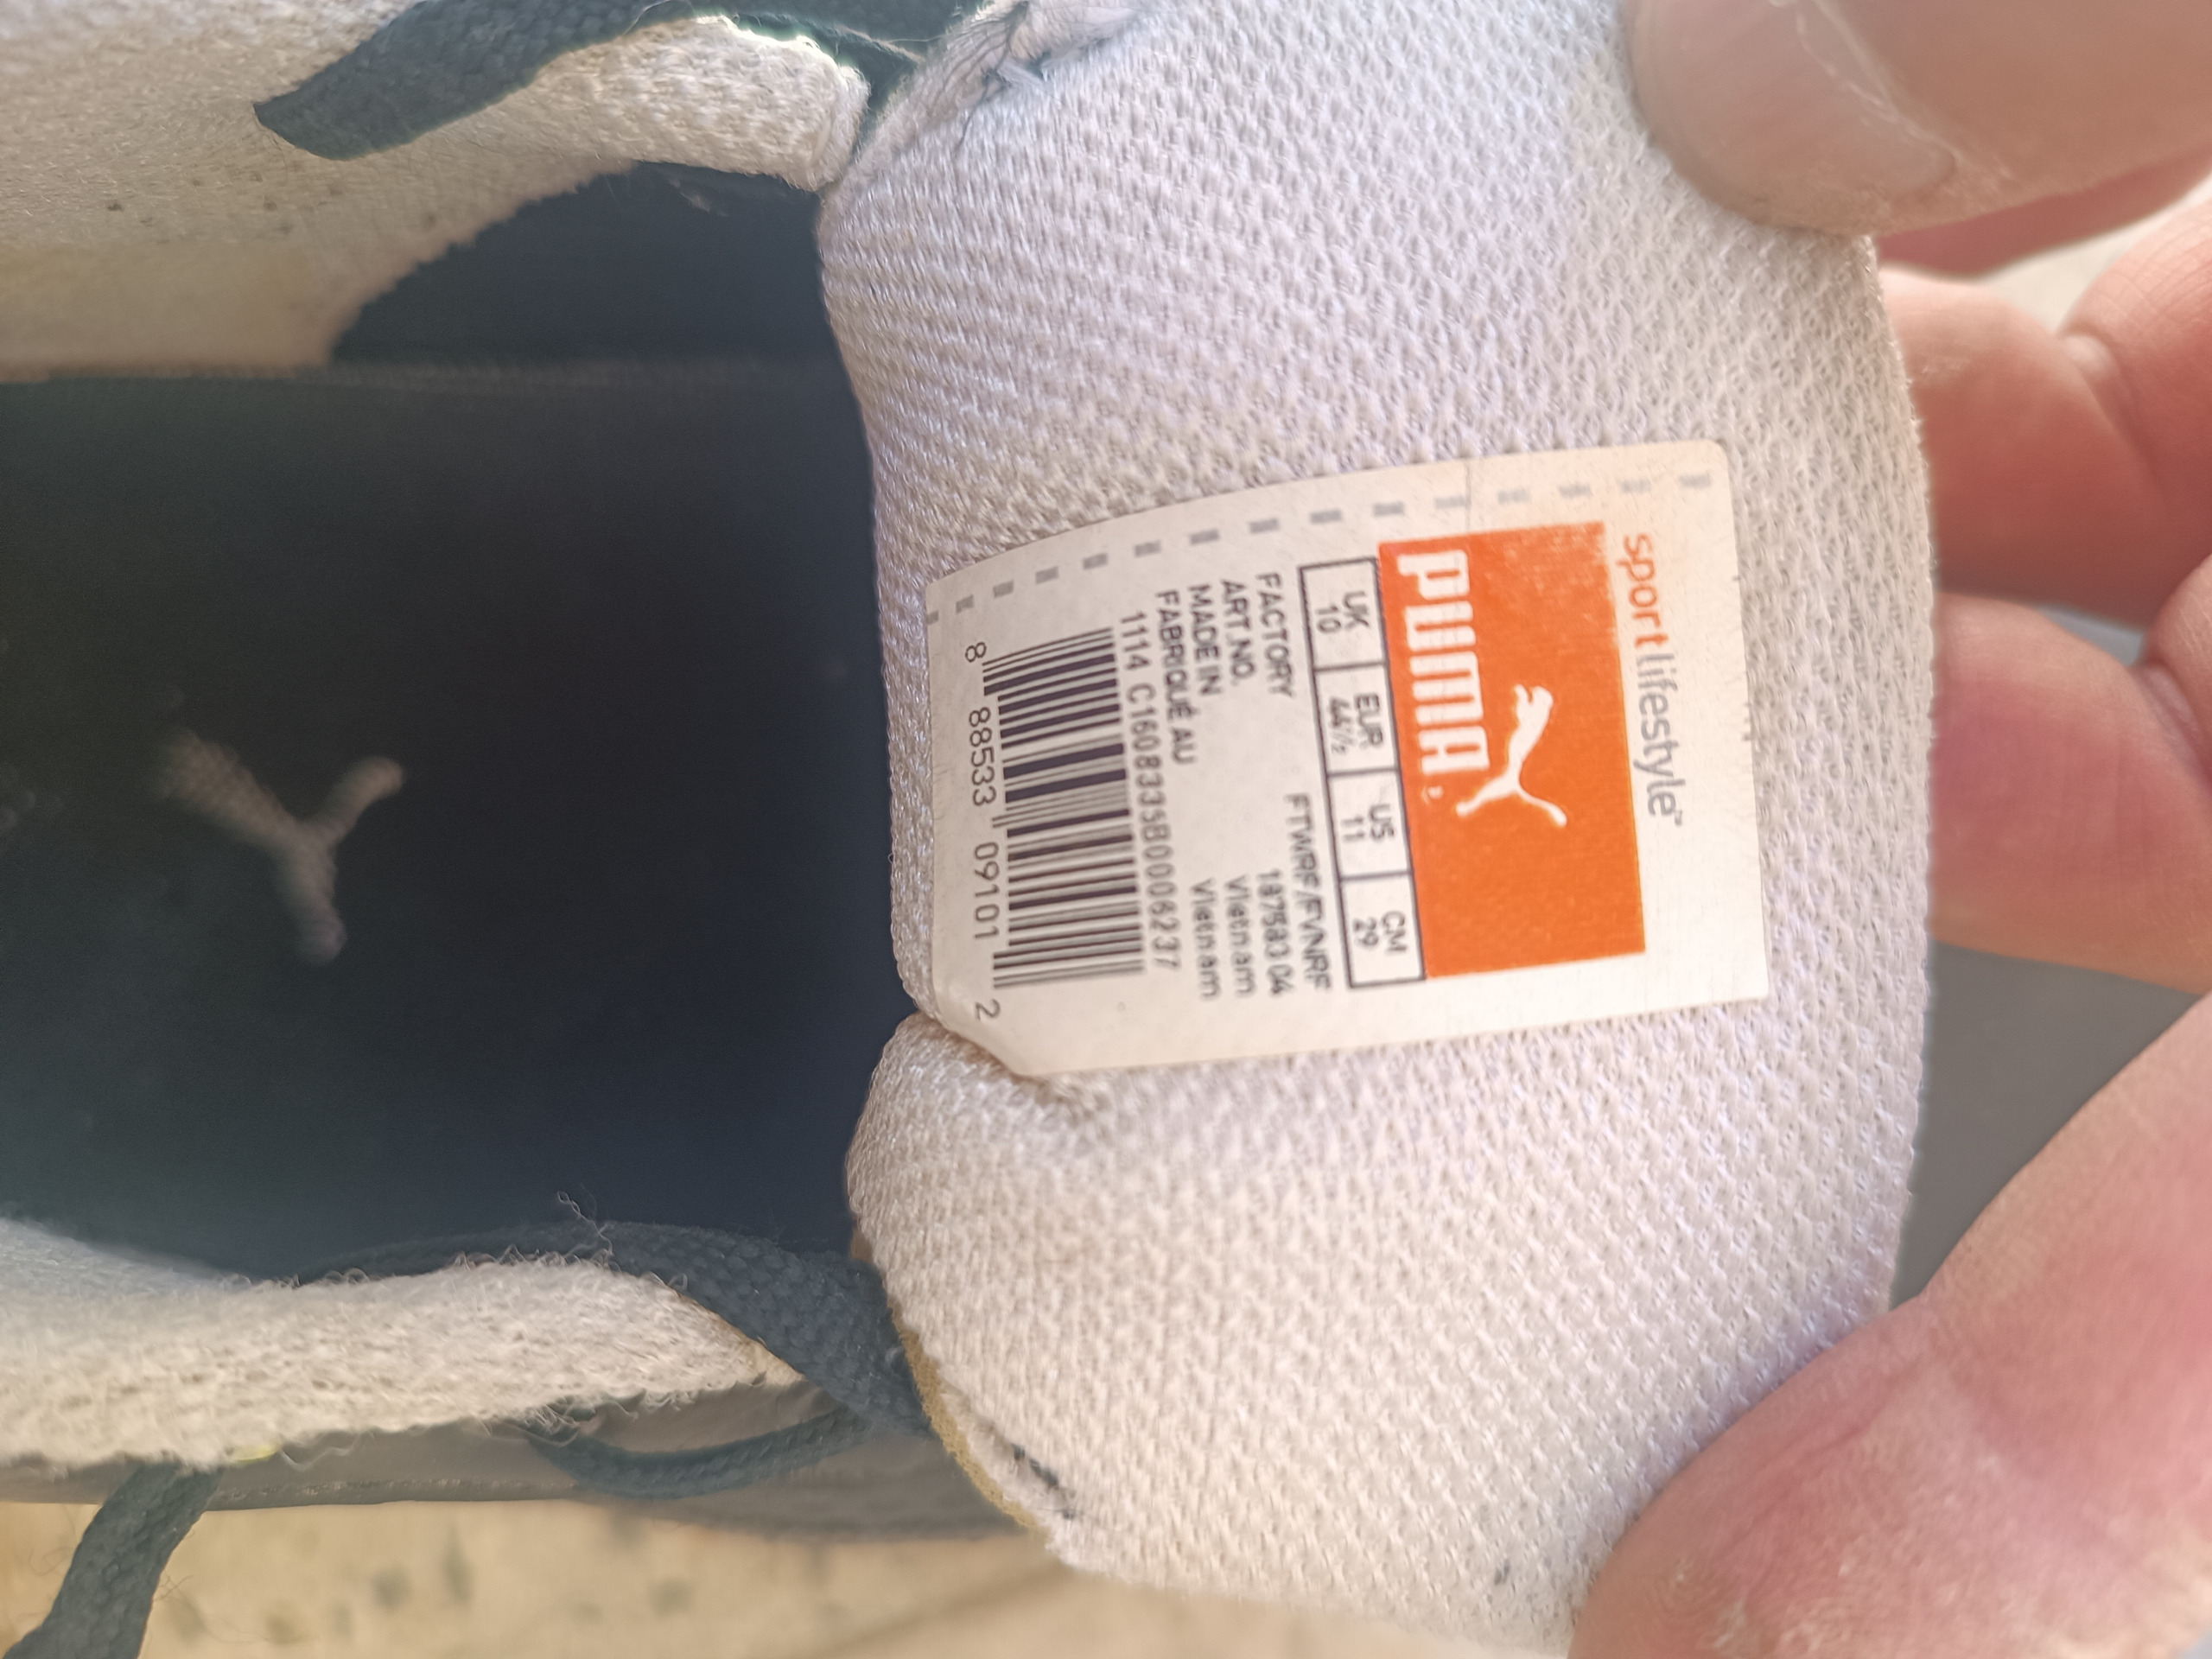 sportlifestyle™
PUMA
UK EUR US CM
10 44½ 11 29
FACTORY FTWRF/FVNRF
ART.NO. 187583 04
MADE IN Vietnam
FABRIQUÉ AU Vietnam
1114 C160833SB0006237
8 88533 09101 2